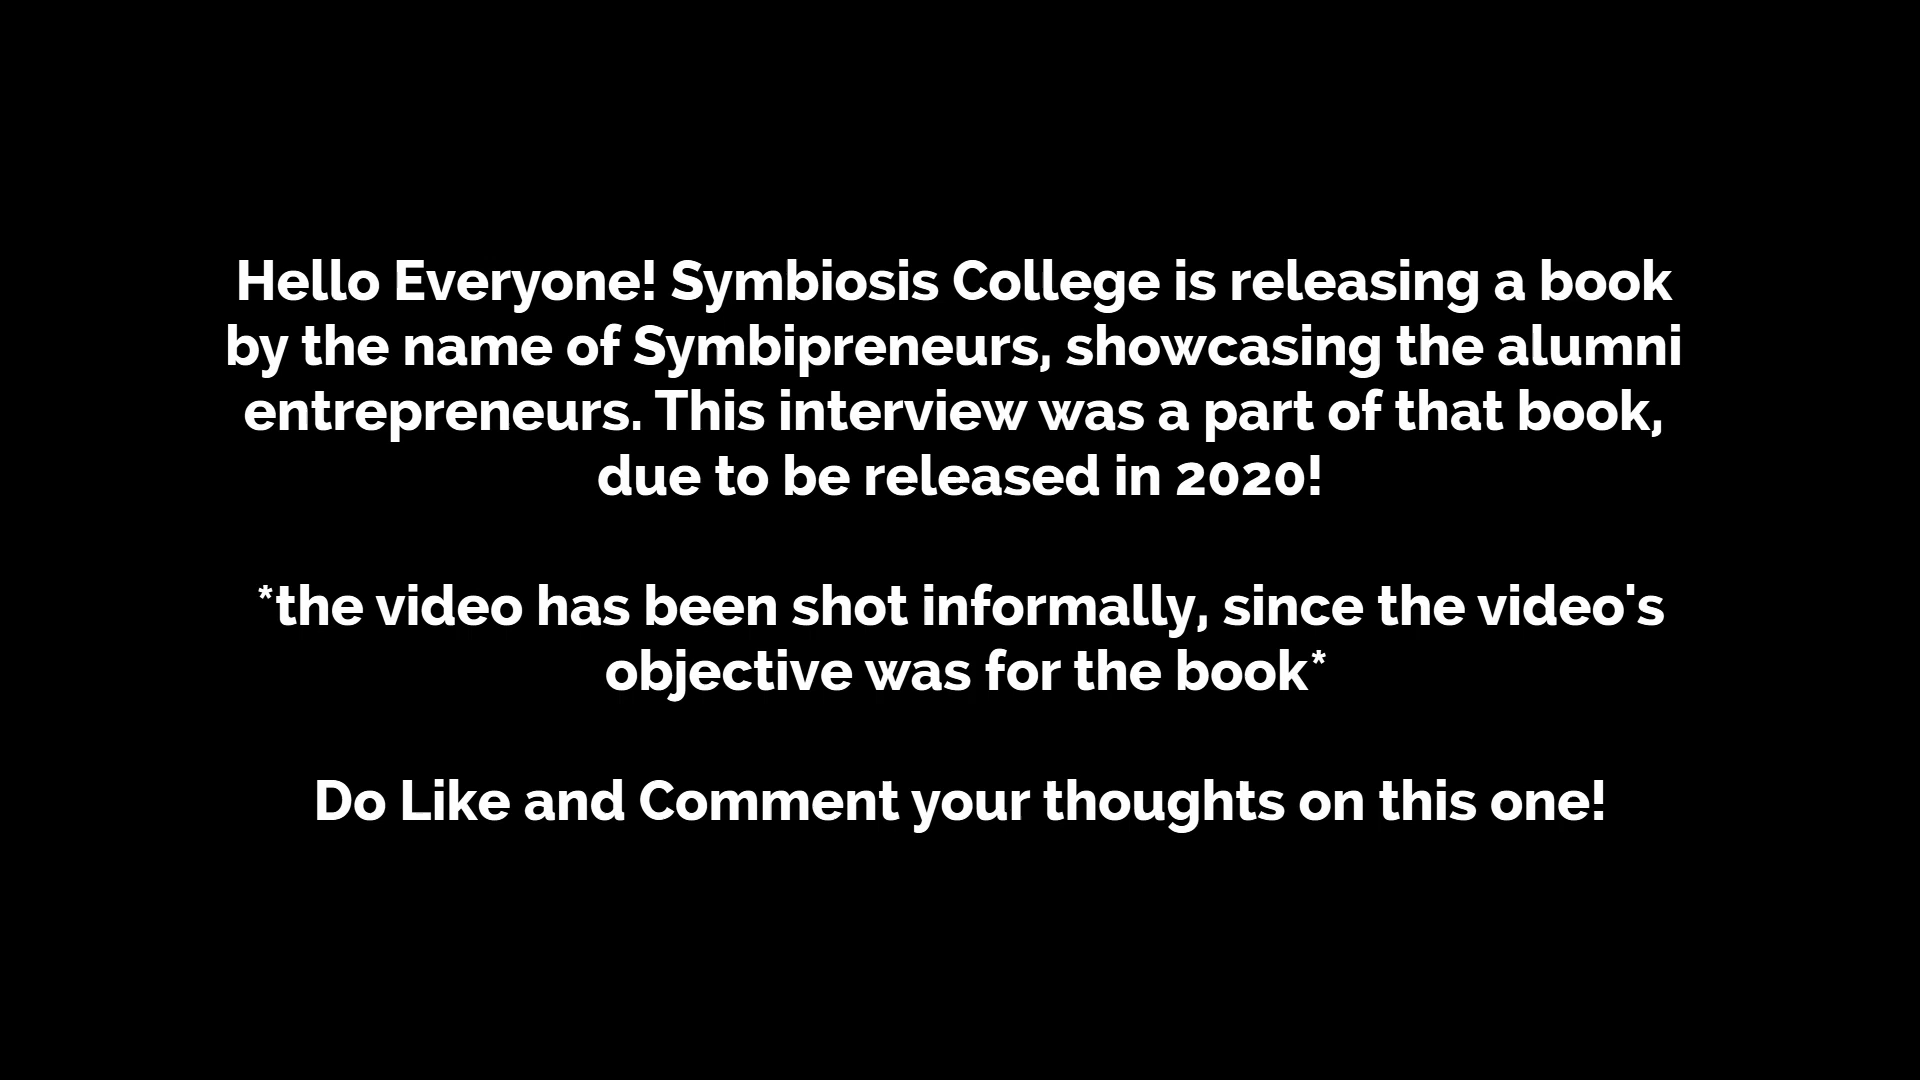 Hello Everyone! Symbiosis College is releasing a book
by the name of Symbipreneurs, showcasing the alumni
entrepreneurs. This interview was a part of that book,
due to be released in 2020!
*the video has been shot informally, since the video's
objective was for the book*
Do Like and Comment your thoughts on this one!